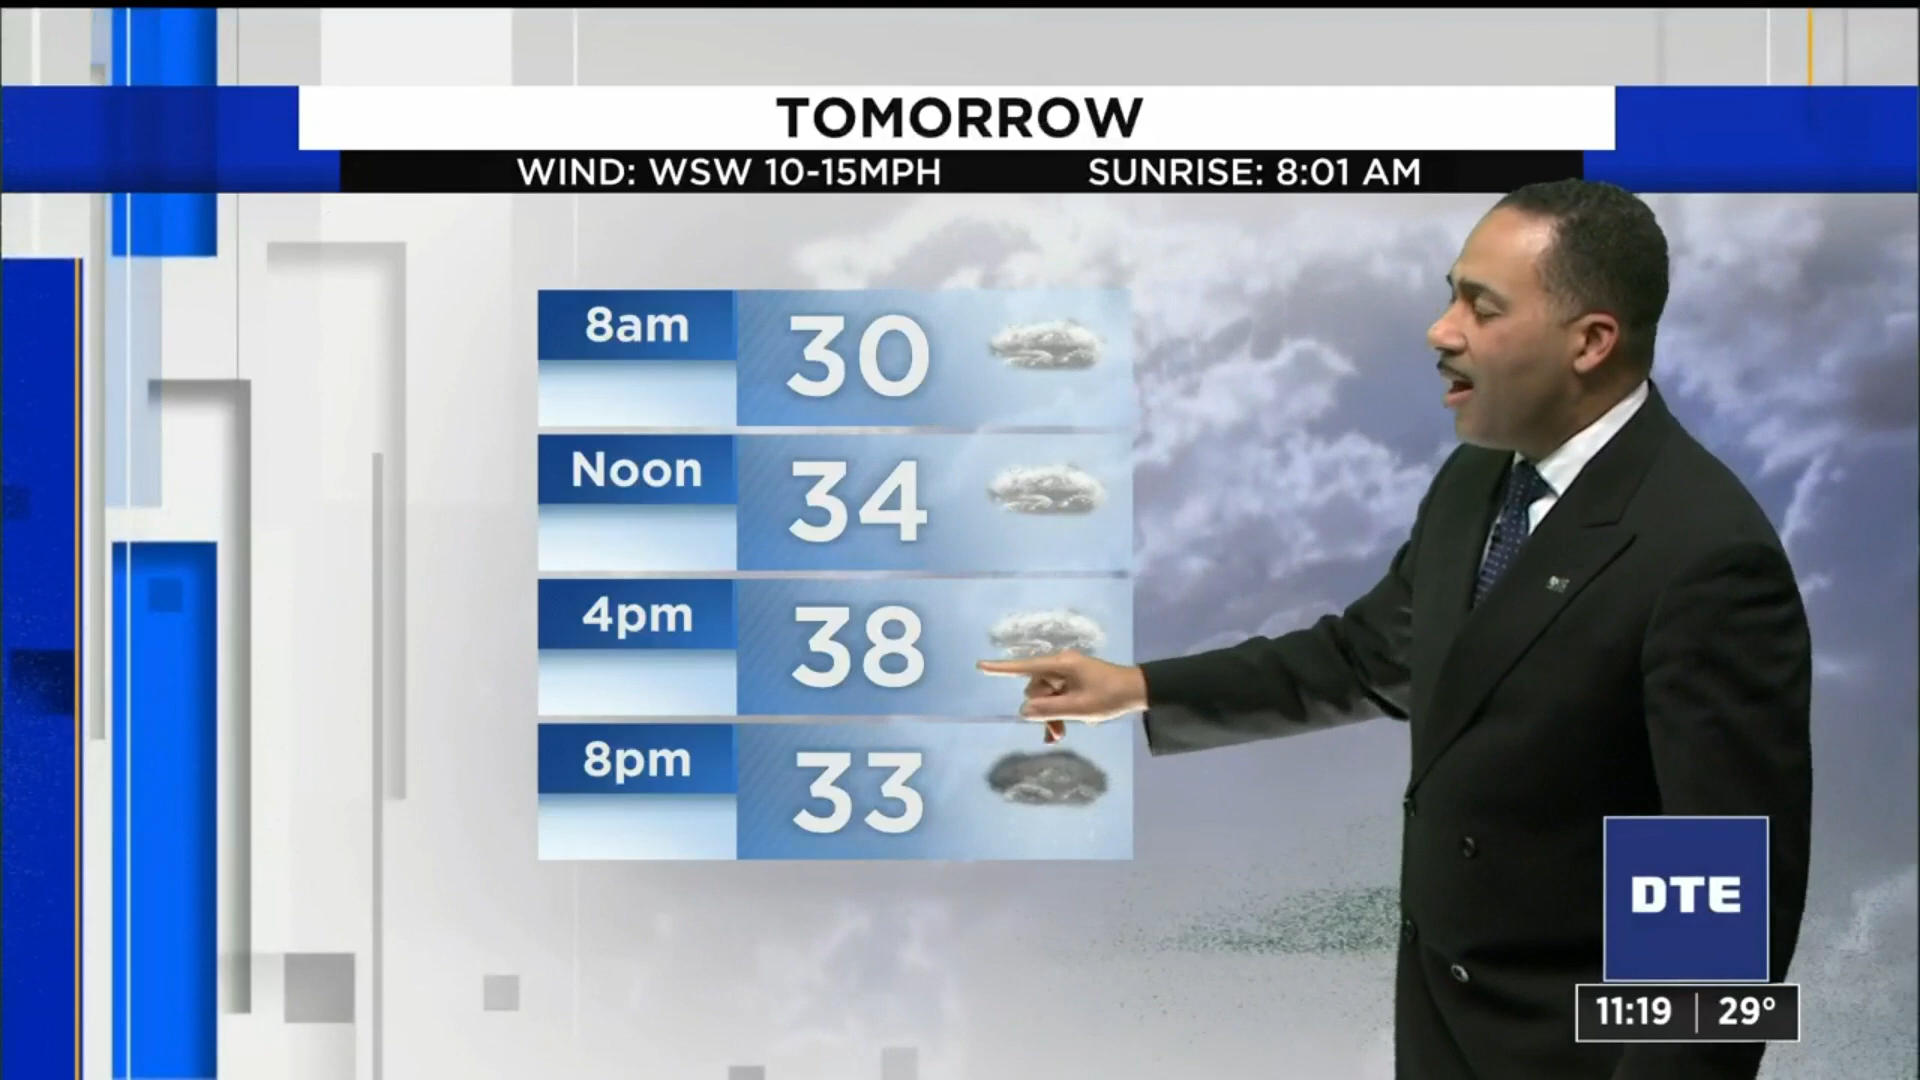 TOMORROW
WIND: WSW 10-15MPH SUNRISE: 8:01 AM
8am 30
Noon 34
4pm 38
8pm 33
DTE
11:19 29°